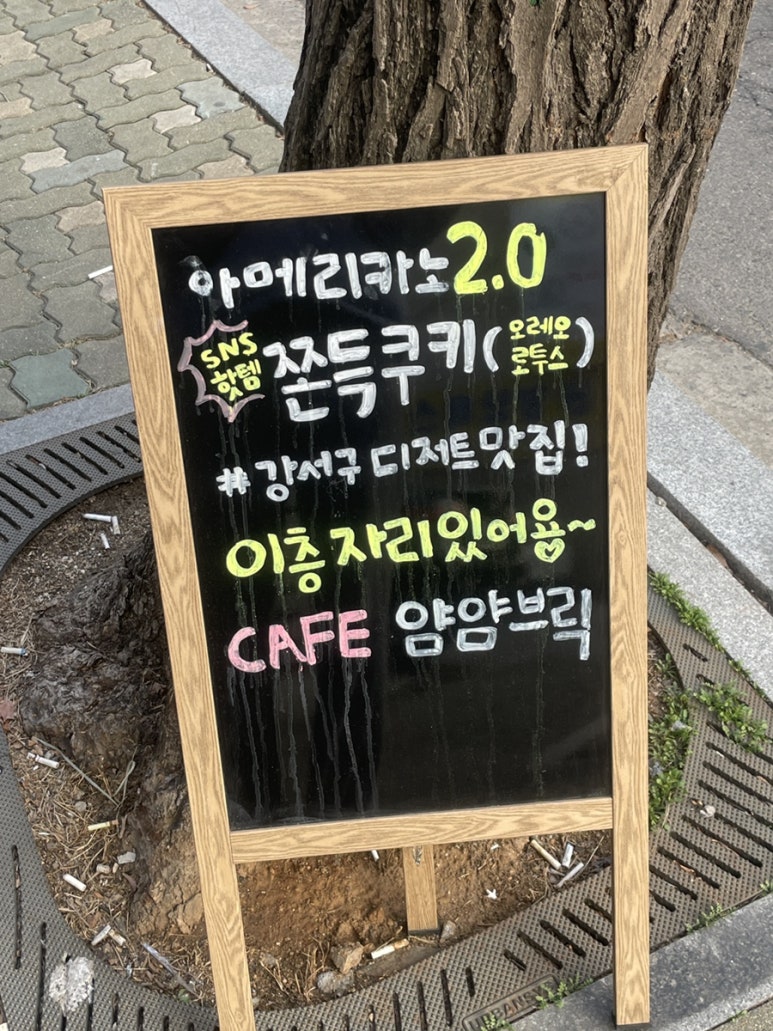 아메리카노 2.0
SNS 핫템 쫀득쿠키(오레오 로투스)
#강서구 디저트 맛집!
이층 자리있어용~
CAFE 얌얌브릭